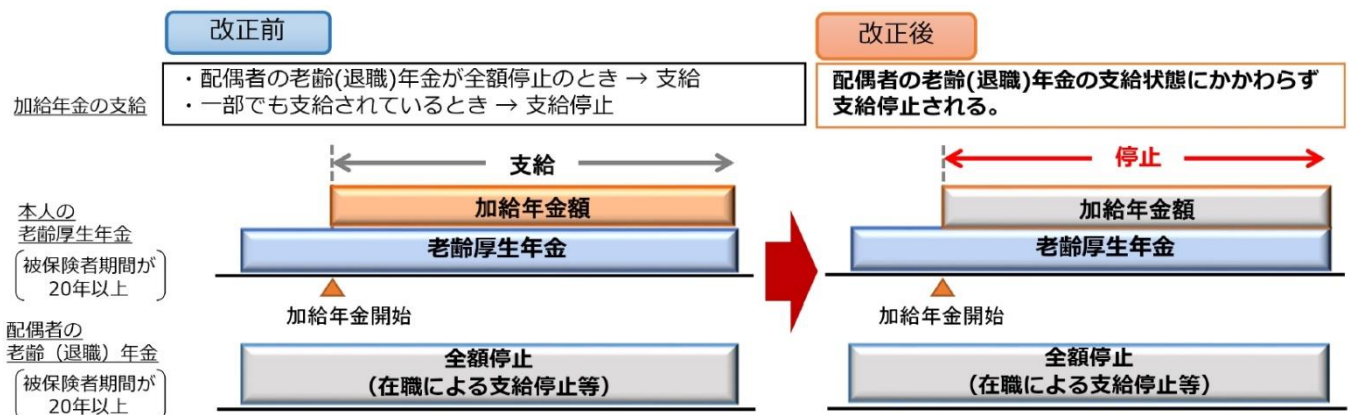 改正前
改正後
加給年金の支給
・配偶者の老齢(退職)年金が全額停止のとき → 支給
・一部でも支給されているとき → 支給停止
配偶者の老齢(退職)年金の支給状態にかかわらず
支給停止される。
支給
停止
本人の
老齢厚生年金
被保険者期間が
20年以上
加給年金額
老齢厚生年金
加給年金開始
加給年金額
老齢厚生年金
加給年金開始
配偶者の
老齢（退職）年金
被保険者期間が
20年以上
全額停止
（在職による支給停止等）
全額停止
（在職による支給停止等）